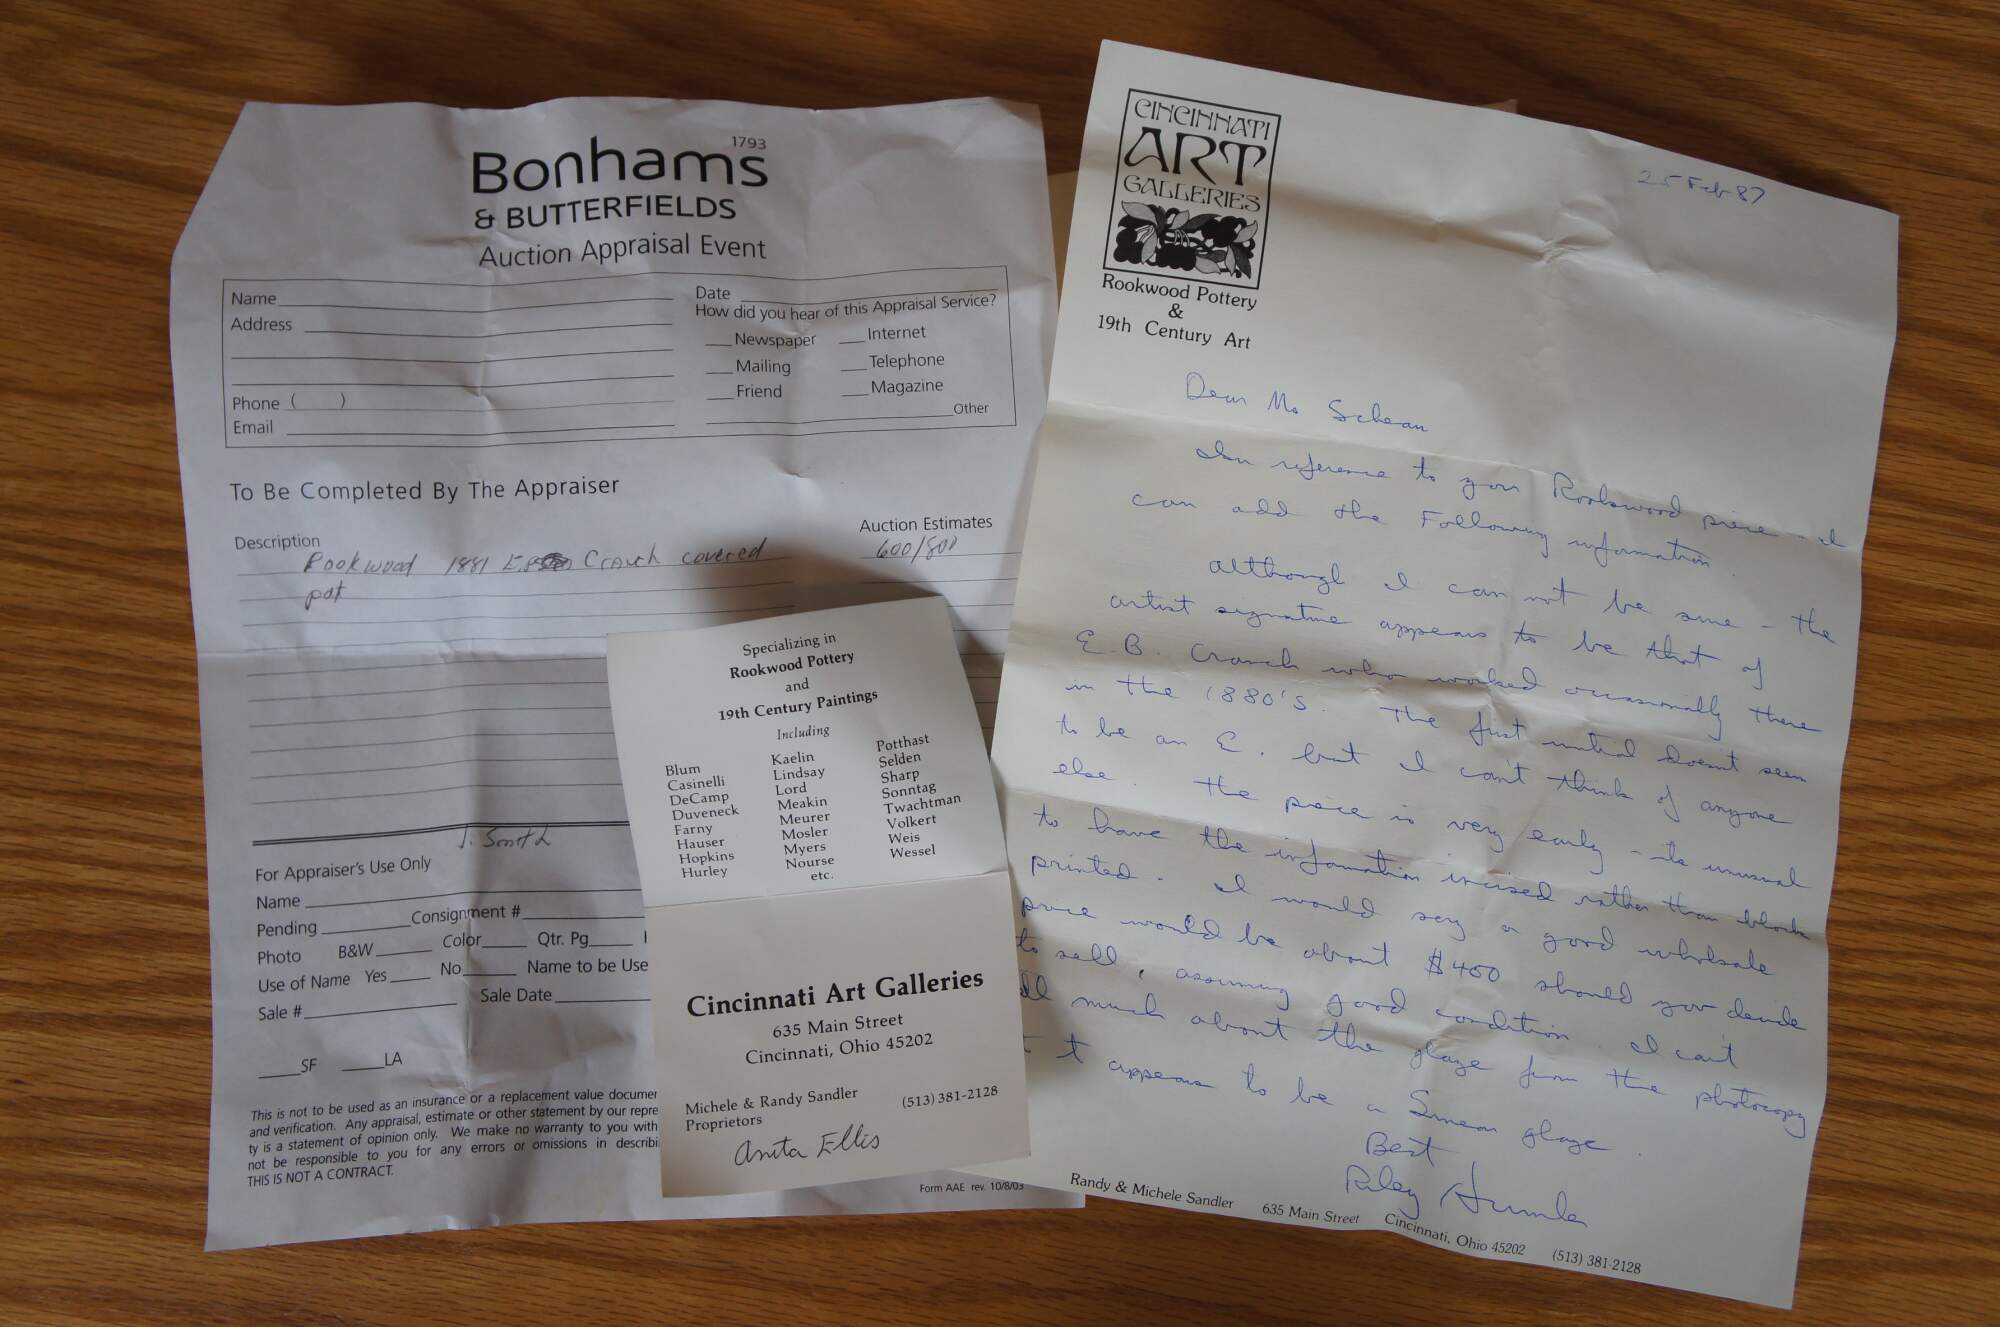 Bonhams
1793
& BUTTERFIELDS
Auction Appraisal Event
Name
Address
Phone ( )
Email
Date
How did you hear of this Appraisal Service?
Newspaper Internet
Mailing Telephone
Friend Magazine
Other
To Be Completed By The Appraiser
Description
Auction Estimates
Rookwood 1881 Cranch covered
pot
600/800
J. Smith
For Appraiser's Use Only
Name
Pending Consignment #
Photo B&W Color Qtr. Pg
Use of Name Yes No Name to be Use
Sale # Sale Date
SF LA
This is not to be used as an insurance or a replacement value documen
and verification. Any appraisal, estimate or other statement by our repre
ty is a statement of opinion only. We make no warranty to you with
not be responsible to you for any errors or omissions in describi
THIS IS NOT A CONTRACT.
Form AAE rev. 10/8/03
Specializing in
Rookwood Pottery
and
19th Century Paintings
Including
Blum
Casinelli
DeCamp
Duveneck
Farny
Hauser
Hopkins
Hurley
Kaelin
Lindsay
Lord
Meakin
Meurer
Mosler
Myers
Nourse
etc.
Potthast
Selden
Sharp
Sonntag
Twachtman
Volkert
Weis
Wessel
Cincinnati Art Galleries
635 Main Street
Cincinnati, Ohio 45202
Michele & Randy Sandler
Proprietors
(513) 381-2128
Anita Ellis
CINCINNATI
ART
GALLERIES
Rookwood Pottery
&
19th Century Art
25 Feb 87
Dear Ms Schean
In reference to your Rookwood piece - I
can add the Following information.
Although I can not be sure - the
artist signature appears to be that of
E. B. Cranch who worked occasionally there
in the 1880'S. The first initial doesn't seem
to be an E. but I can't think of anyone
else. The piece is very early - its unusual
to have the information incised rather than block
printed. I would say a good wholesale
price would be about $400 should you decide
to sell, assuming good condition. I can't
ll much about the glaze from the photocopy
t it appears to be a Smear glaze.
Best
Riley Humler
Randy & Michele Sandler 635 Main Street Cincinnati, Ohio 45202 (513) 381-2128